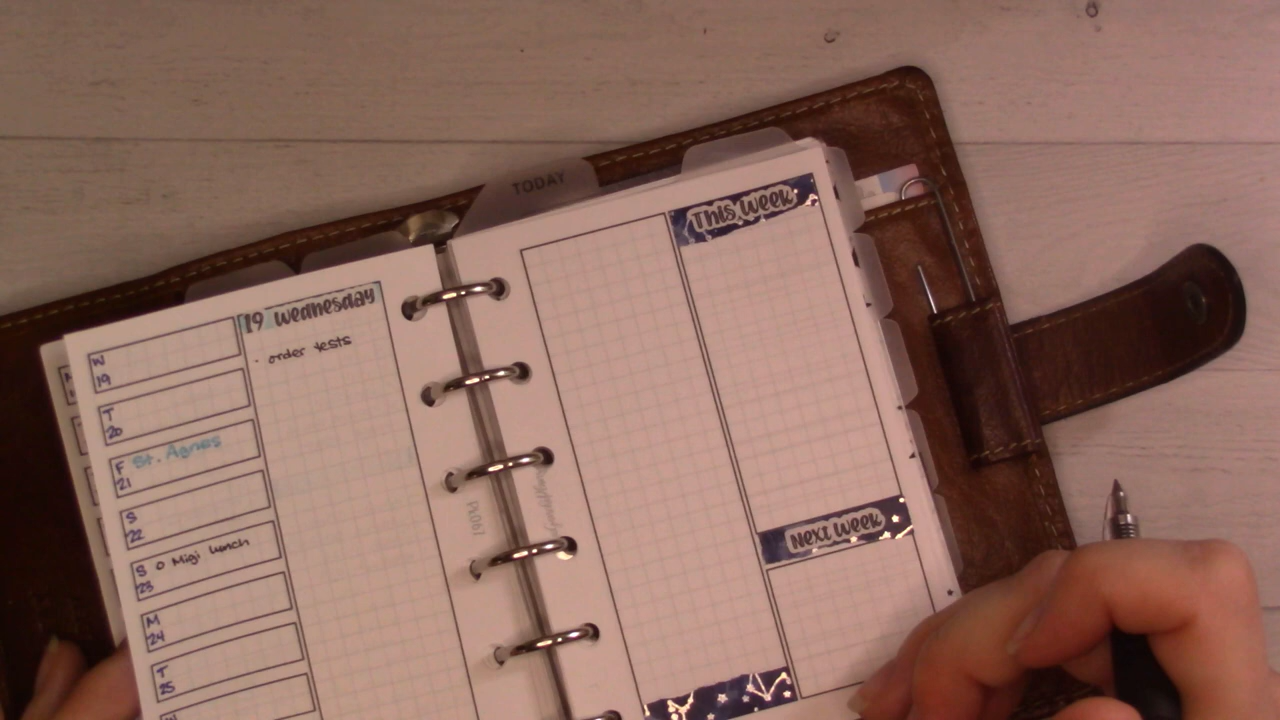 TODAY
This Week
19 Wednesday
· order tests
W
19
T
20
F St. Agnes
21
S
22
S o Migi lunch
23
M
24
T
25
Next Week